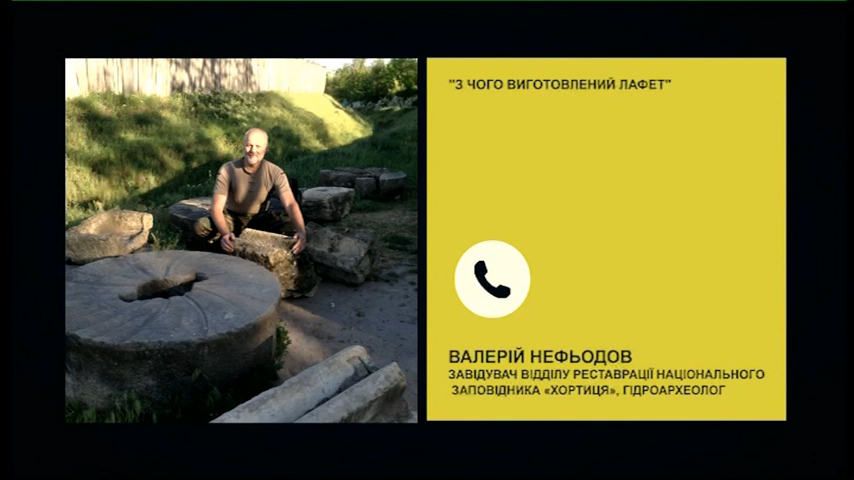 "З ЧОГО ВИГОТОВЛЕНИЙ ЛАФЕТ"
ВАЛЕРІЙ НЕФЬОДОВ
ЗАВІДУВАЧ ВІДДІЛУ РЕСТАВРАЦІЇ НАЦІОНАЛЬНОГО
ЗАПОВІДНИКА «ХОРТИЦЯ», ГІДРОАРХЕОЛОГ